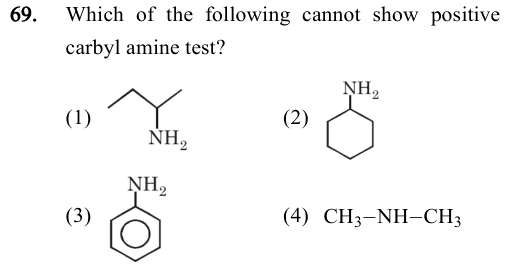 69. Which of the following cannot show positive
carbyl amine test?
(1) NH₂
(2) NH₂
(3) NH₂
(4) CH₃–NH–CH₃